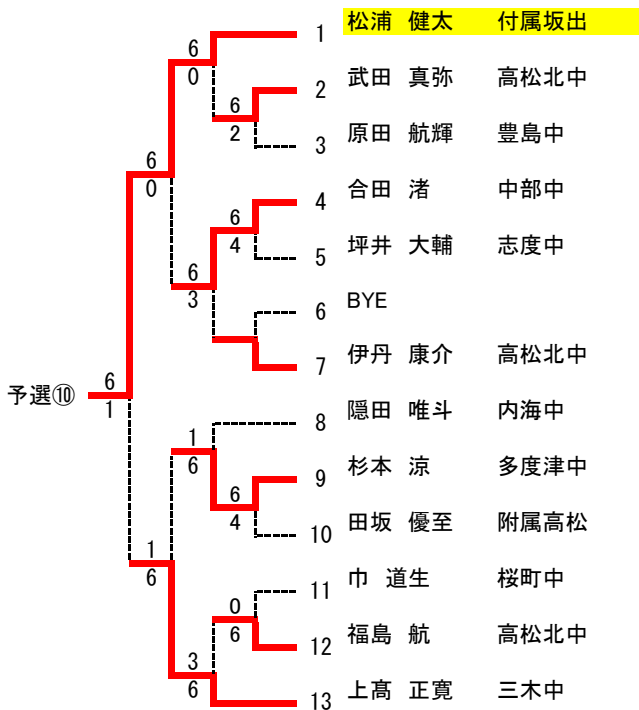 1 松浦 健太 付属坂出
6
0
2 武田 真弥 高松北中
6
2
3 原田 航輝 豊島中
6
0
4 合田 渚 中部中
6
4
5 坪井 大輔 志度中
6
3
6 BYE
7 伊丹 康介 高松北中
予選⑩
6
1
8 隠田 唯斗 内海中
1
6
9 杉本 涼 多度津中
6
4
10 田坂 優至 附属高松
1
6
11 巾 道生 桜町中
0
6
12 福島 航 高松北中
3
6
13 上髙 正寛 三木中